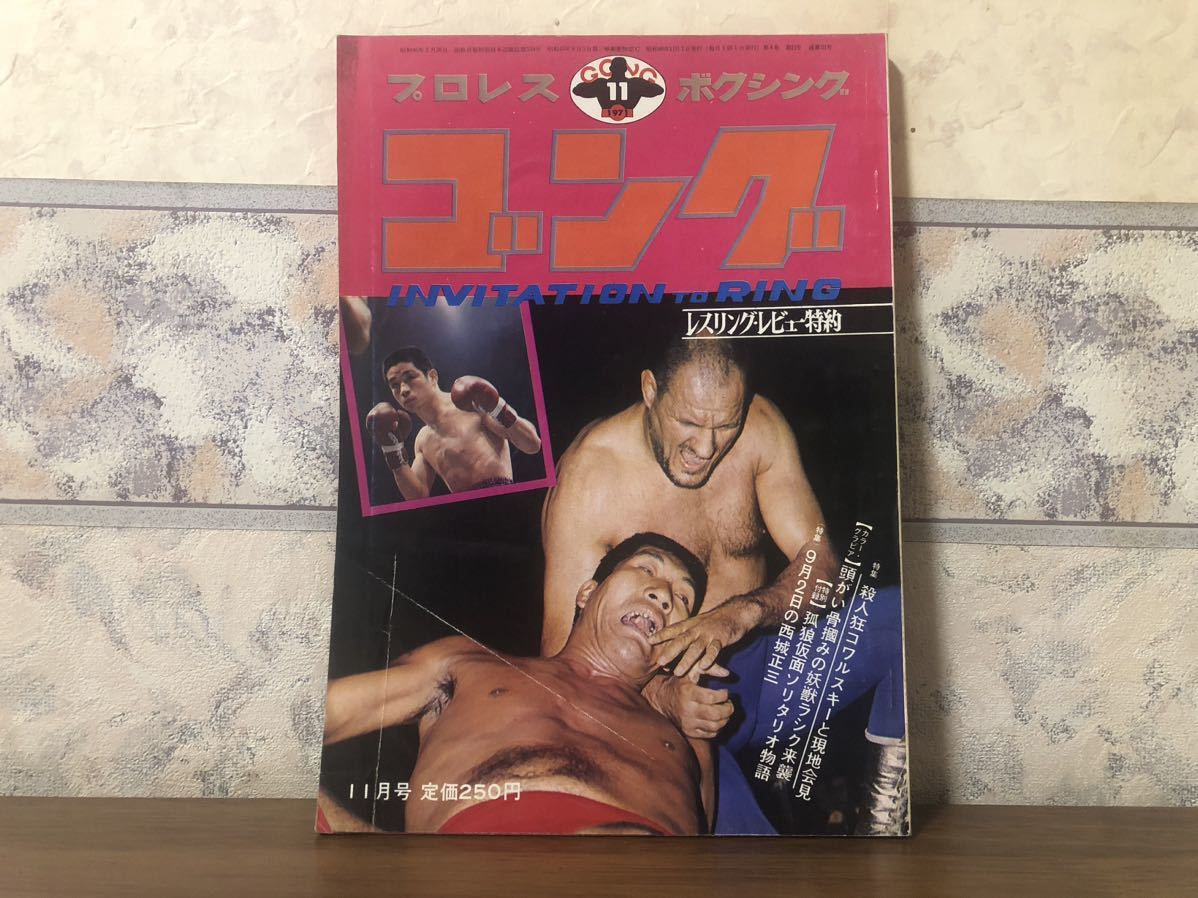 プロレス
GONG
11
1971
ボクシング
ゴング
INVITATION TO RING
レスリング・レビュー特約
特集 殺人狂コワルスキーと現地会見
【カラー・グラビア】頭がい骨摑みの妖獣ラシク来襲
【特別付録】孤狼仮面ソリタリオ物語
特集 9月2日の西城正三
11月号 定価250円